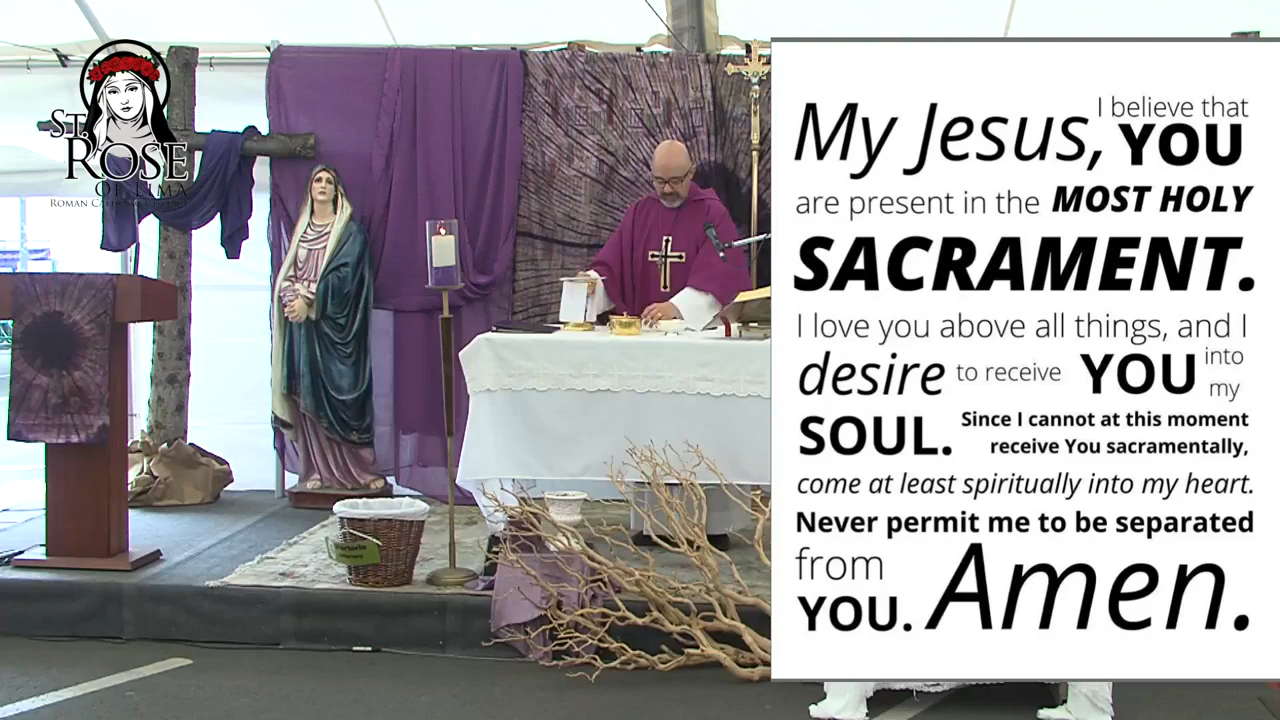 ST.
ROSE
OF LIMA
ROMAN CATHOLIC
My Jesus, I believe that
YOU
are present in the MOST HOLY
SACRAMENT.
I love you above all things, and I
desire to receive YOU into
my
SOUL. Since I cannot at this moment
receive You sacramentally,
come at least spiritually into my heart.
Never permit me to be separated
from
YOU. Amen.